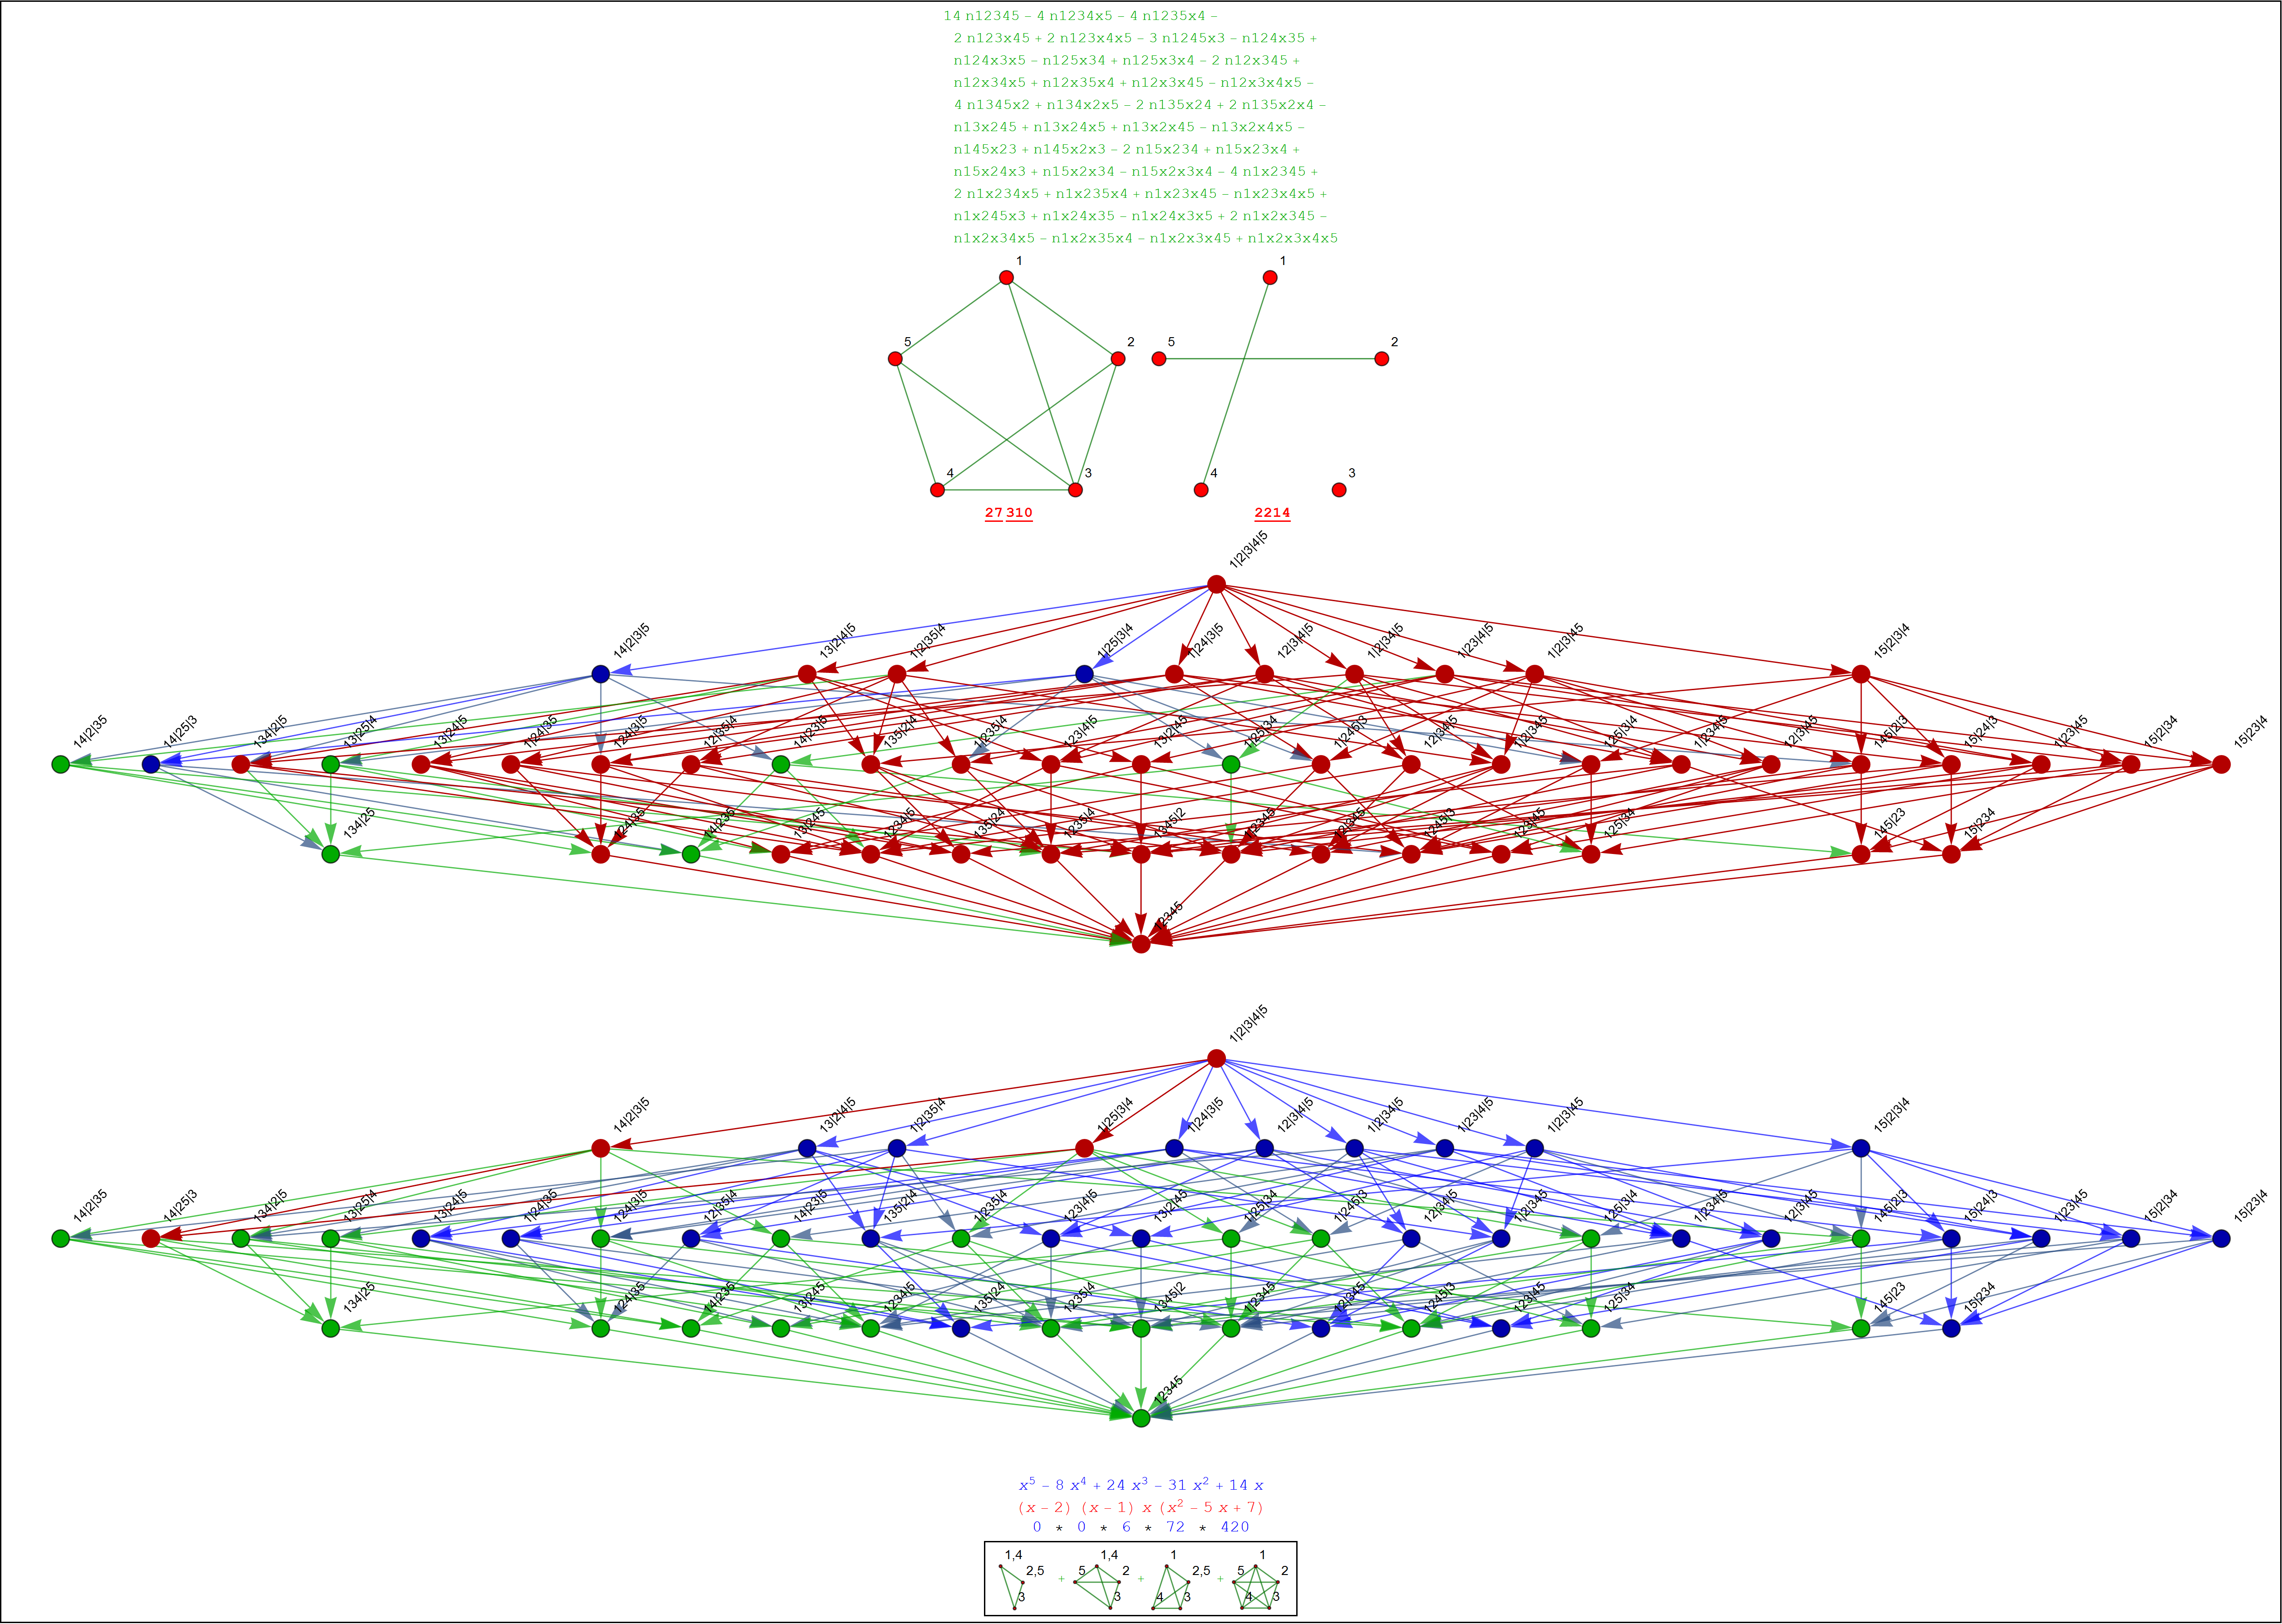 14 n12345 − 4 n1234x5 − 4 n1235x4 −
2 n123x45 + 2 n123x4x5 − 3 n1245x3 − n124x35 +
n124x3x5 − n125x34 + n125x3x4 − 2 n12x345 +
n12x34x5 + n12x35x4 + n12x3x45 − n12x3x4x5 −
4 n1345x2 + n134x2x5 − 2 n135x24 + 2 n135x2x4 −
n13x245 + n13x24x5 + n13x2x45 − n13x2x4x5 −
n145x23 + n145x2x3 − 2 n15x234 + n15x23x4 +
n15x24x3 + n15x2x34 − n15x2x3x4 − 4 n1x2345 +
2 n1x234x5 + n1x235x4 + n1x23x45 − n1x23x4x5 +
n1x245x3 + n1x24x35 − n1x24x3x5 + 2 n1x2x345 −
n1x2x34x5 − n1x2x35x4 − n1x2x3x45 + n1x2x3x4x5
1 1
5 2 5 2
4 3 4 3
27 310 2214
1|2|3|4|5
14|2|3|5 13|2|4|5 1|2|35|4 1|25|3|4 1|24|3|5 12|3|4|5 1|2|34|5 1|23|4|5 1|2|3|45 15|2|3|4
14|2|35 14|25|3 134|2|5 13|25|4 13|24|5 1|24|35 124|3|5 12|35|4 14|23|5 135|2|4 1|235|4 123|4|5 13|2|45 1|25|34 1|245|3 12|34|5 1|2|345 125|3|4 1|234|5 12|3|45 145|2|3 15|24|3 1|23|45 15|2|34 15|23|4
134|25 124|35 14|235 13|245 1234|5 135|24 1235|4 1345|2 1|2345 12|345 1245|3 123|45 125|34 145|23 15|234
12345
1|2|3|4|5
14|2|3|5 13|2|4|5 1|2|35|4 1|25|3|4 1|24|3|5 12|3|4|5 1|2|34|5 1|23|4|5 1|2|3|45 15|2|3|4
14|2|35 14|25|3 134|2|5 13|25|4 13|24|5 1|24|35 124|3|5 12|35|4 14|23|5 135|2|4 1|235|4 123|4|5 13|2|45 1|25|34 1|245|3 12|34|5 1|2|345 125|3|4 1|234|5 12|3|45 145|2|3 15|24|3 1|23|45 15|2|34 15|23|4
134|25 124|35 14|235 13|245 1234|5 135|24 1235|4 1345|2 1|2345 12|345 1245|3 123|45 125|34 145|23 15|234
12345
x⁵ − 8 x⁴ + 24 x³ − 31 x² + 14 x
(x − 2) (x − 1) x (x² − 5 x + 7)
0 * 0 * 6 * 72 * 420
1,4 1,4 1 1
2,5 5 2 2,5 5 2
+ + +
3 3 4 3 4 3